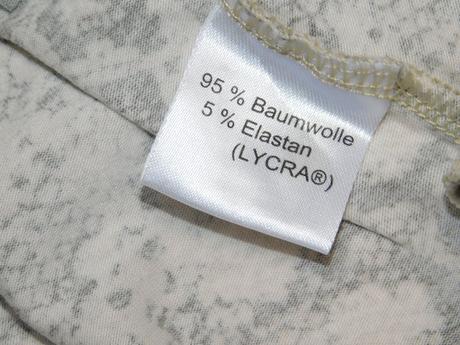 95 % Baumwolle
5 % Elastan
(LYCRA®)